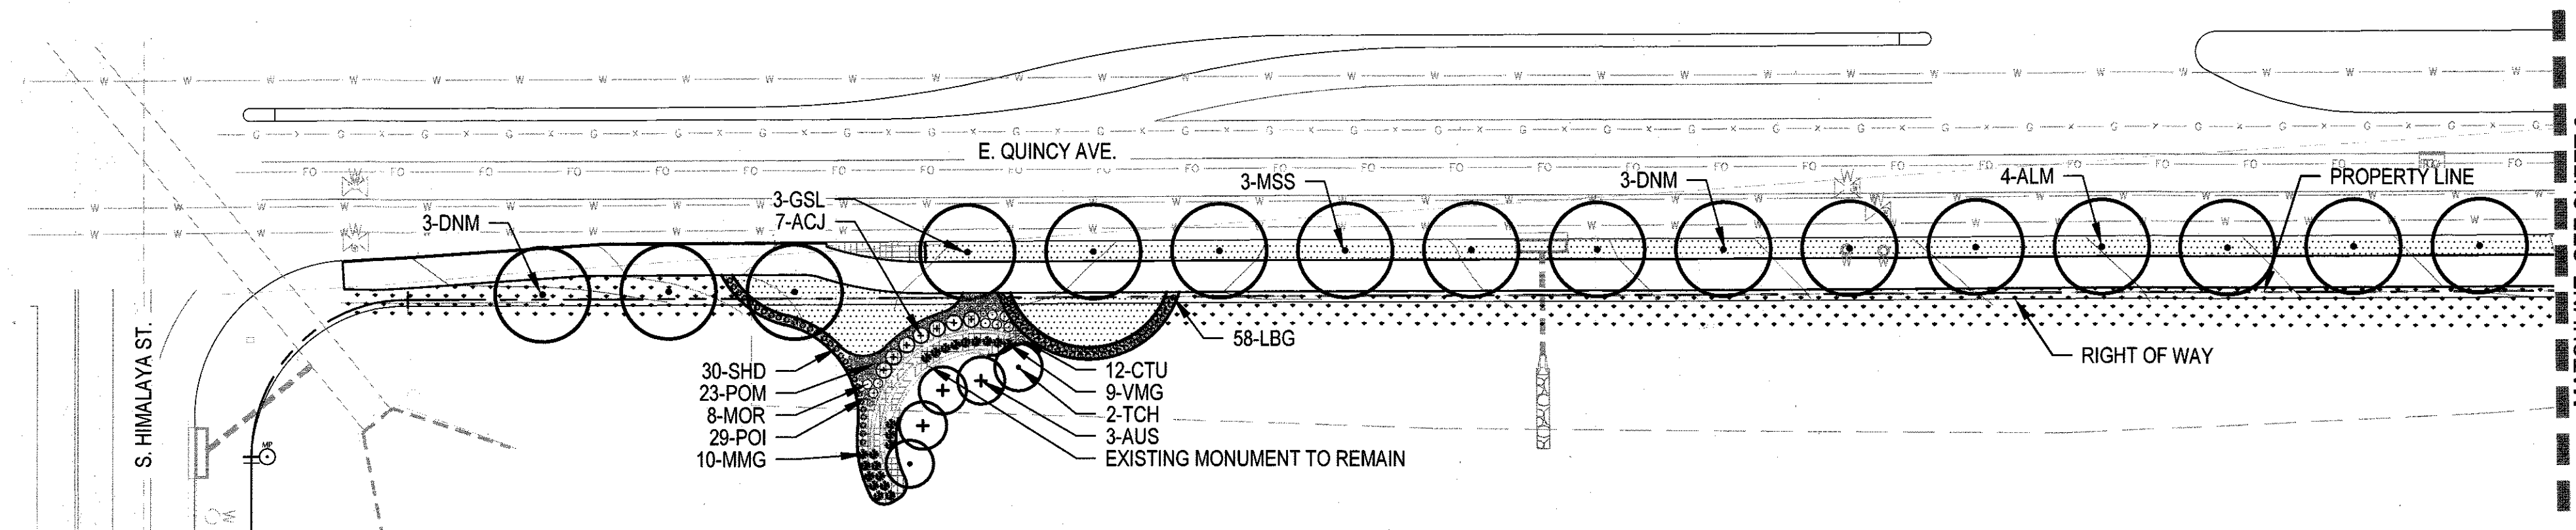 E. QUINCY AVE.
S. HIMALAYA ST.
3-DNM
3-GSL
7-ACJ
3-MSS
3-DNM
4-ALM
PROPERTY LINE
RIGHT OF WAY
58-LBG
30-SHD
23-POM
8-MOR
29-POI
10-MMG
12-CTU
9-VMG
2-TCH
3-AUS
EXISTING MONUMENT TO REMAIN
MP